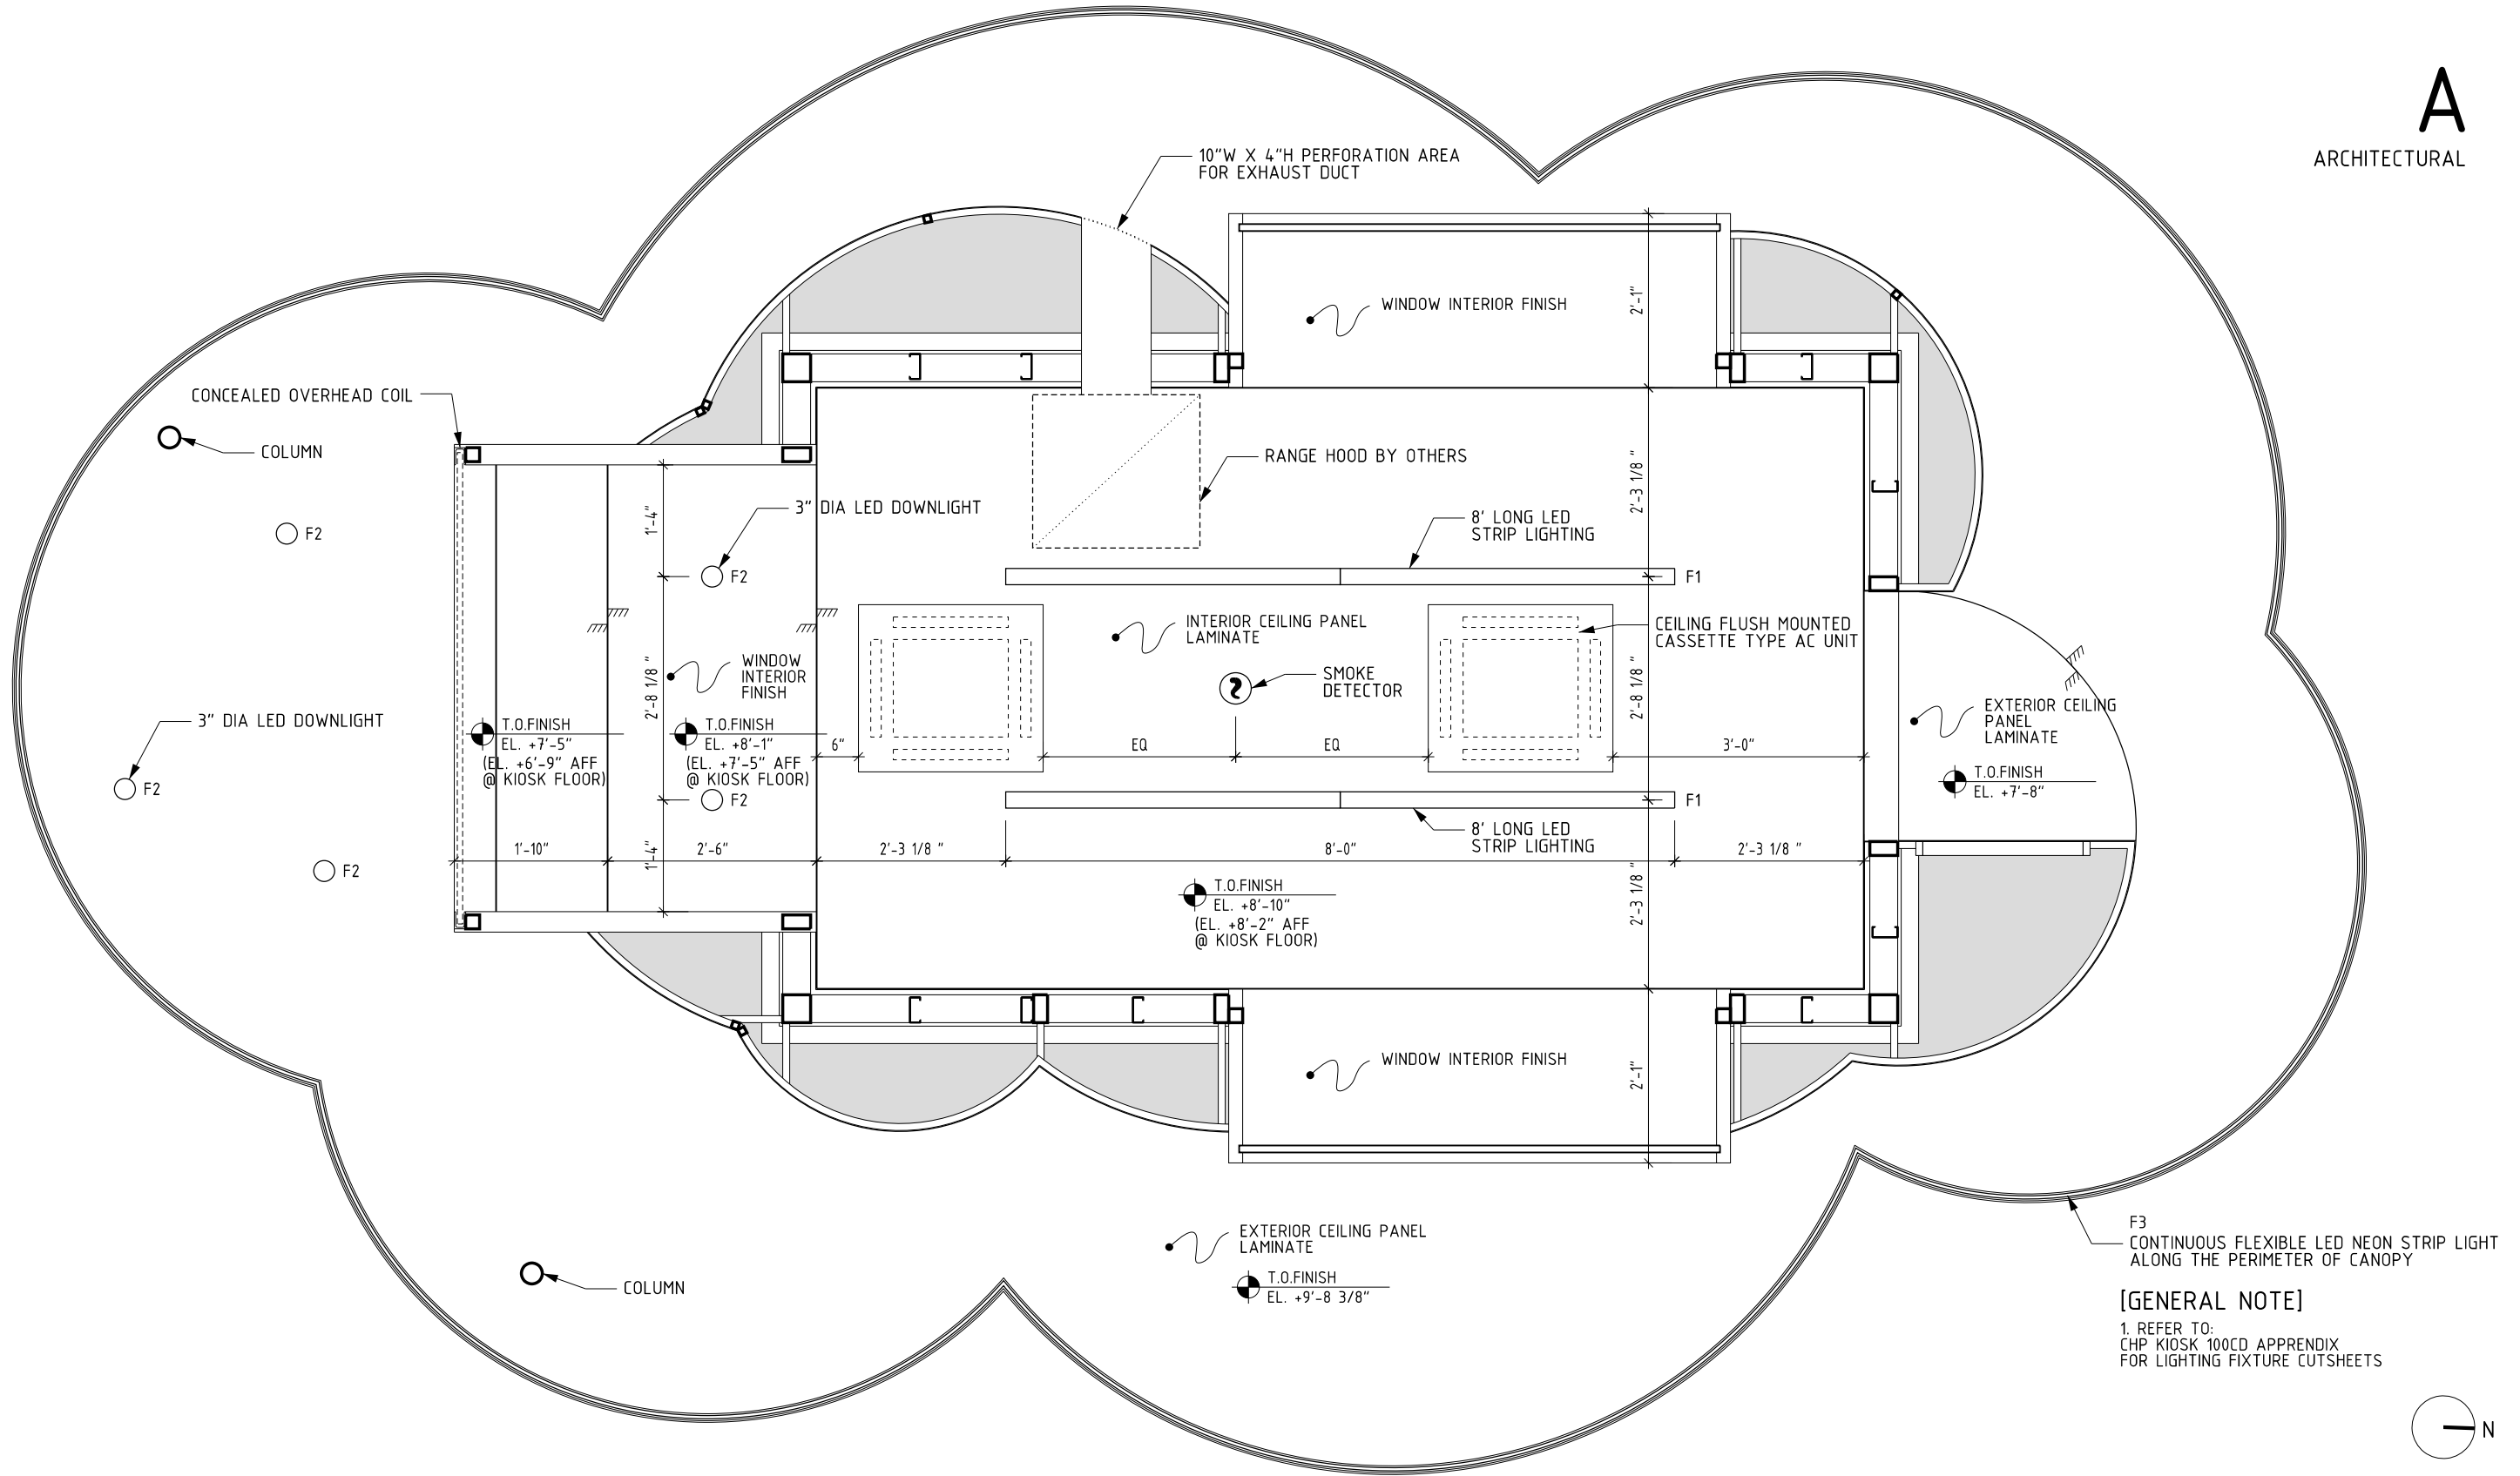 A
ARCHITECTURAL
10"W X 4"H PERFORATION AREA
FOR EXHAUST DUCT
WINDOW INTERIOR FINISH
2'-1"
CONCEALED OVERHEAD COIL
COLUMN
F2
3" DIA LED DOWNLIGHT
F2
1'-4"
RANGE HOOD BY OTHERS
2'-3 1/8 "
8' LONG LED
STRIP LIGHTING
F1
INTERIOR CEILING PANEL
LAMINATE
CEILING FLUSH MOUNTED
CASSETTE TYPE AC UNIT
SMOKE
DETECTOR
2'-8 1/8 "
WINDOW
INTERIOR
FINISH
2'-8 1/8 "
3" DIA LED DOWNLIGHT
F2
T.O.FINISH
EL. +7'-5"
(EL. +6'-9" AFF
@ KIOSK FLOOR)
T.O.FINISH
EL. +8'-1"
(EL. +7'-5" AFF
@ KIOSK FLOOR)
6"
EQ
EQ
3'-0"
EXTERIOR CEILING
PANEL
LAMINATE
T.O.FINISH
EL. +7'-8"
F2
F1
8' LONG LED
STRIP LIGHTING
F2
1'-10"
1'-4"
2'-6"
2'-3 1/8 "
8'-0"
2'-3 1/8 "
T.O.FINISH
EL. +8'-10"
(EL. +8'-2" AFF
@ KIOSK FLOOR)
2'-3 1/8 "
WINDOW INTERIOR FINISH
2'-1"
EXTERIOR CEILING PANEL
LAMINATE
T.O.FINISH
EL. +9'-8 3/8"
COLUMN
F3
CONTINUOUS FLEXIBLE LED NEON STRIP LIGHT
ALONG THE PERIMETER OF CANOPY
[GENERAL NOTE]
1. REFER TO:
CHP KIOSK 100CD APPRENDIX
FOR LIGHTING FIXTURE CUTSHEETS
N